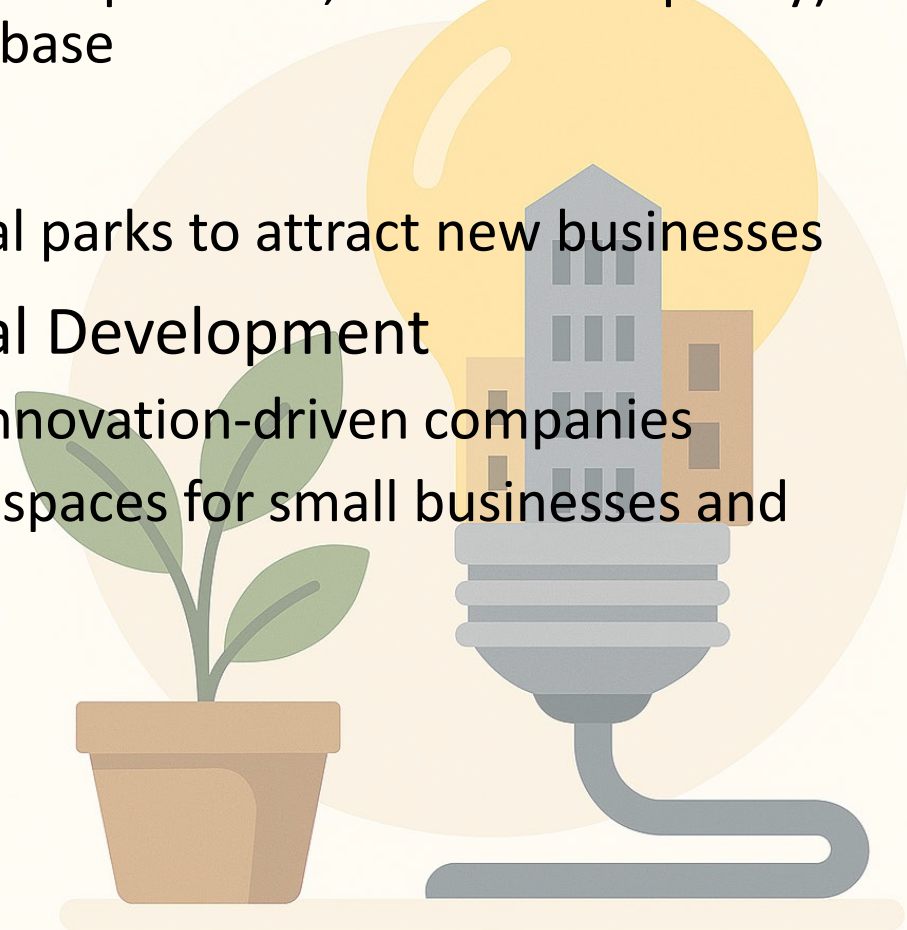 base
al parks to attract new businesses
al Development
nnovation-driven companies
spaces for small businesses and